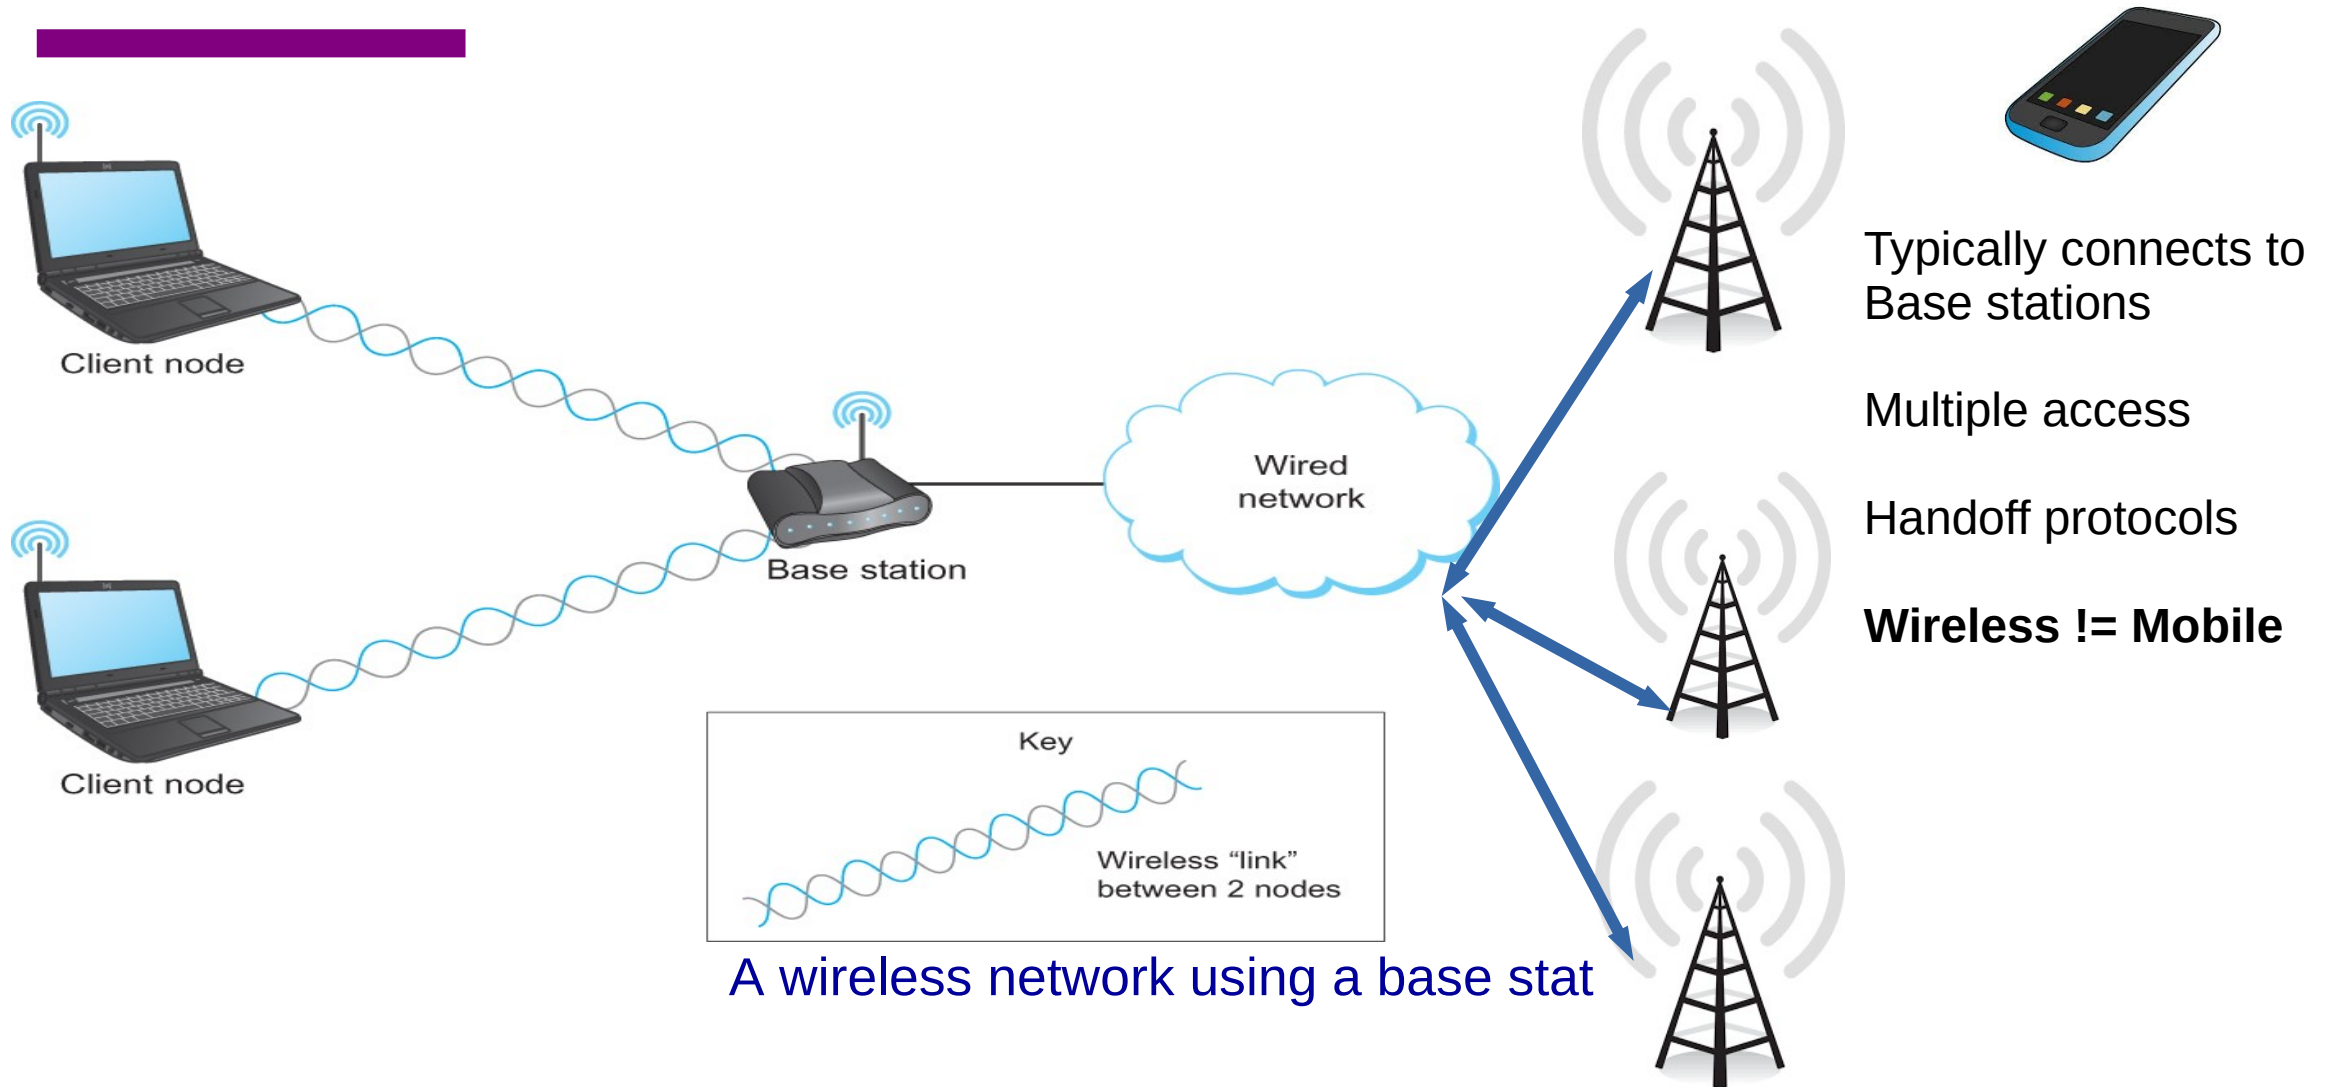 Client node
Client node
Base station
Wired
network
Key
Wireless “link”
between 2 nodes
A wireless network using a base stat
Typically connects to
Base stations
Multiple access
Handoff protocols
Wireless != Mobile